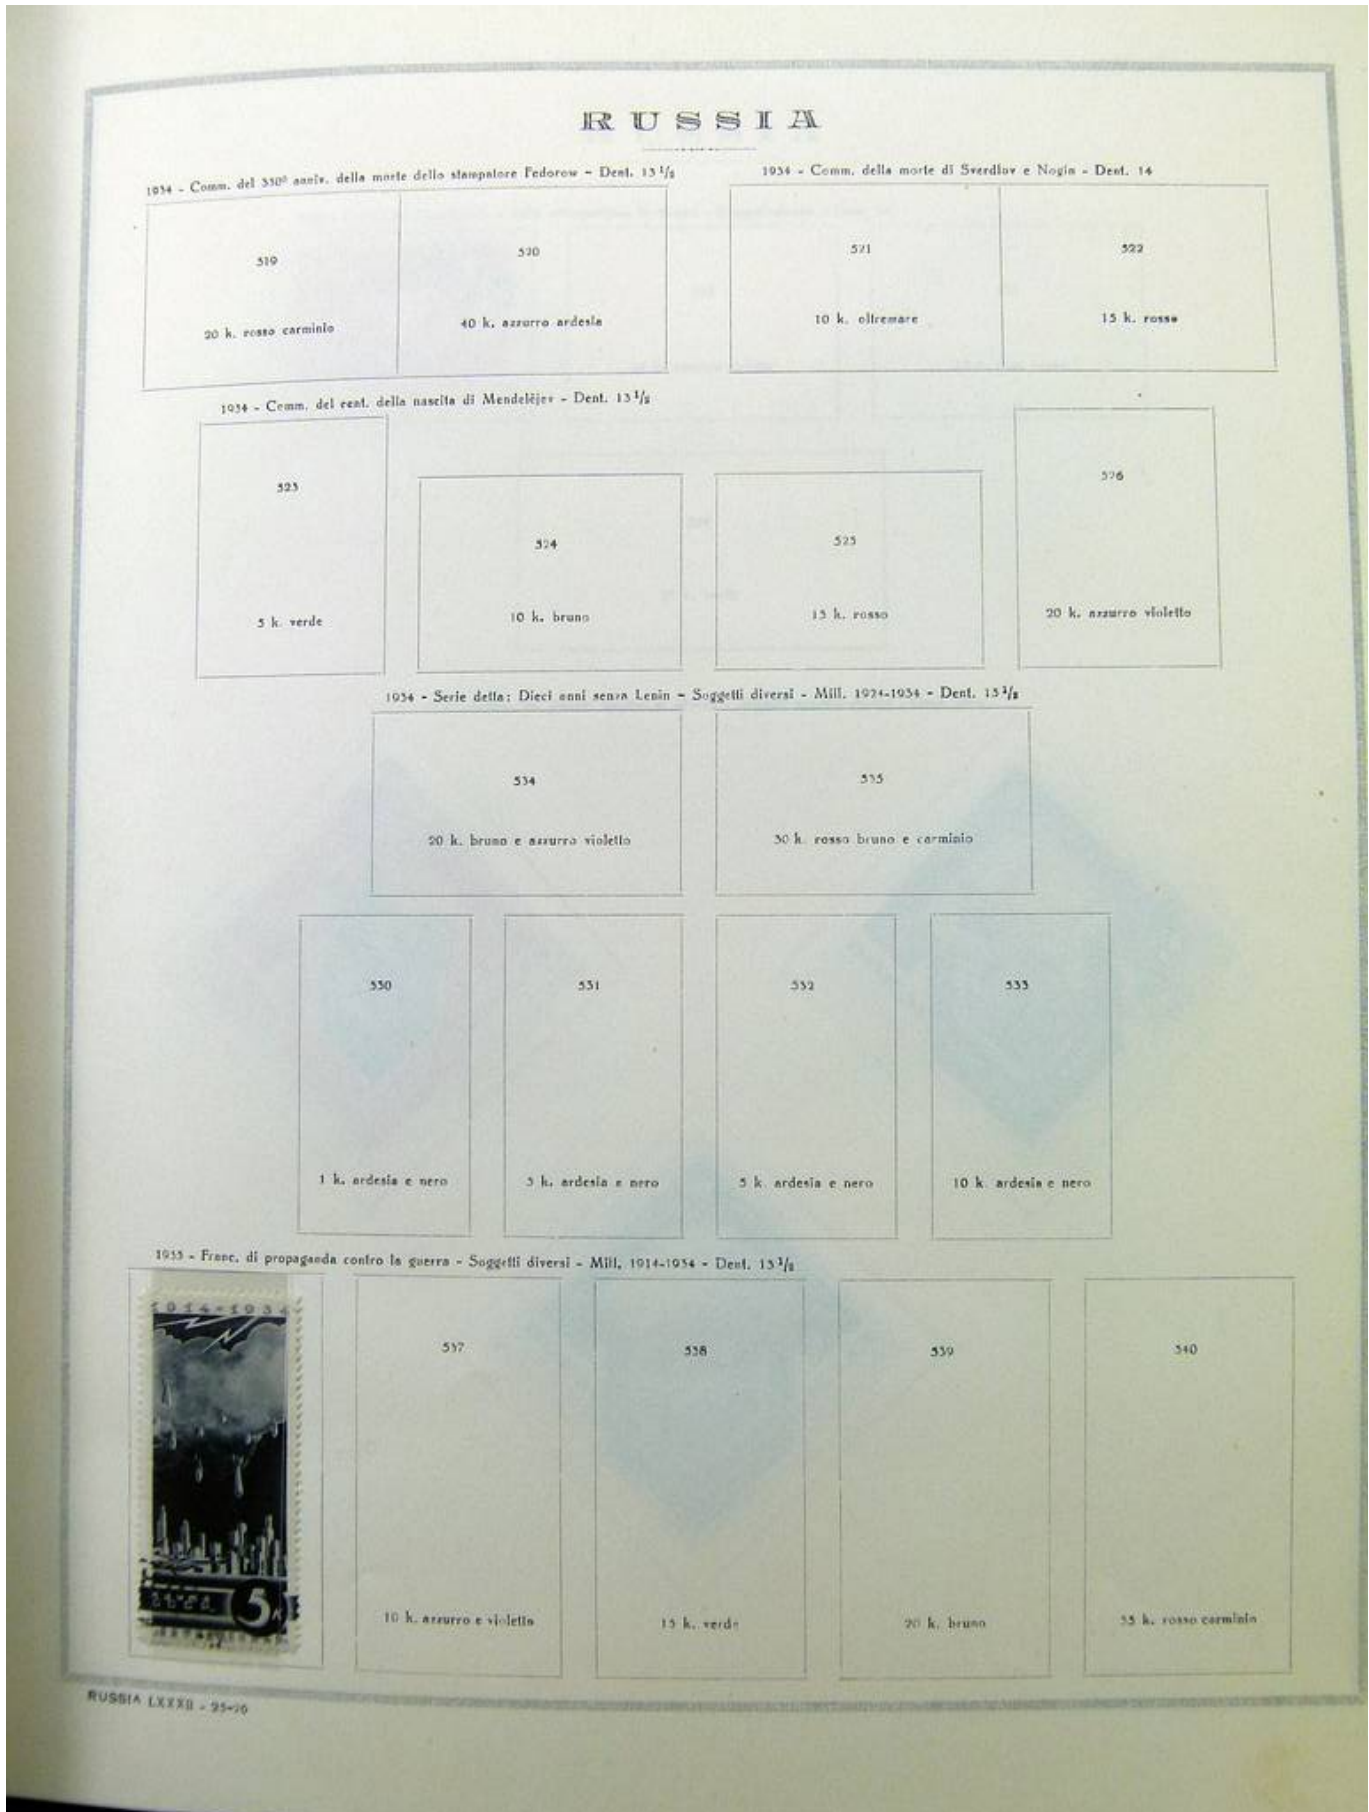 RUSSIA
1934 - Comm. del 350º anniv. della morte dello stampatore Fedorow - Dent. 13 1/2
1934 - Comm. della morte di Sverdlov e Nogin - Dent. 14
519
520
521
522
20 k. rosso carminio
40 k. azzurro ardesia
10 k. oltremare
15 k. rosso
1934 - Comm. del cent. della nascita di Mendelêjev - Dent. 13 1/2
523
524
525
526
5 k. verde
10 k. bruno
15 k. rosso
20 k. azzurro violetto
1934 - Serie detta: Dieci anni senza Lenin - Soggetti diversi - Mill. 1924-1934 - Dent. 13 1/2
534
535
20 k. bruno e azzurro violetto
30 k. rosso bruno e carminio
530
531
532
533
1 k. ardesia e nero
3 k. ardesia e nero
5 k. ardesia e nero
10 k. ardesia e nero
1935 - Franc. di propaganda contro la guerra - Soggetti diversi - Mill. 1914-1934 - Dent. 13 1/2
1914-1934
537
538
539
540
5
10 k. azzurro e violetto
15 k. verde
20 k. bruno
35 k. rosso carminio
RUSSIA LXXXII - 25-70